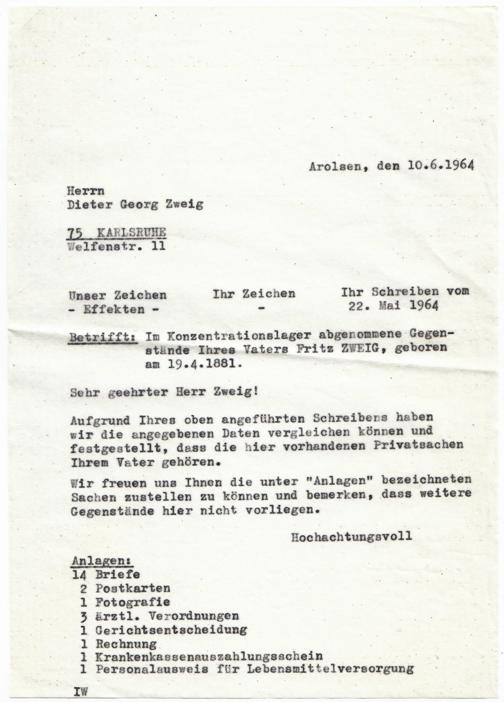 Arolsen, den 10.6.1964
Herrn
Dieter Georg Zweig
75 KARLSRUHE
Welfenstr. 11
Unser Zeichen Ihr Zeichen Ihr Schreiben vom
- Effekten - - 22. Mai 1964
Betrifft: Im Konzentrationslager abgenommene Gegen-
stände Ihres Vaters Fritz ZWEIG, geboren
am 19.4.1881.
Sehr geehrter Herr Zweig!
Aufgrund Ihres oben angeführten Schreibens haben
wir die angegebenen Daten vergleichen können und
festgestellt, dass die hier vorhandenen Privatsachen
Ihrem Vater gehören.
Wir freuen uns Ihnen die unter "Anlagen" bezeichneten
Sachen zustellen zu können und bemerken, dass weitere
Gegenstände hier nicht vorliegen.
Hochachtungsvoll
Anlagen:
14 Briefe
2 Postkarten
1 Fotografie
3 ärztl. Verordnungen
1 Gerichtsentscheidung
1 Rechnung
1 Krankenkassenauszahlungsschein
1 Personalausweis für Lebensmittelversorgung
IW